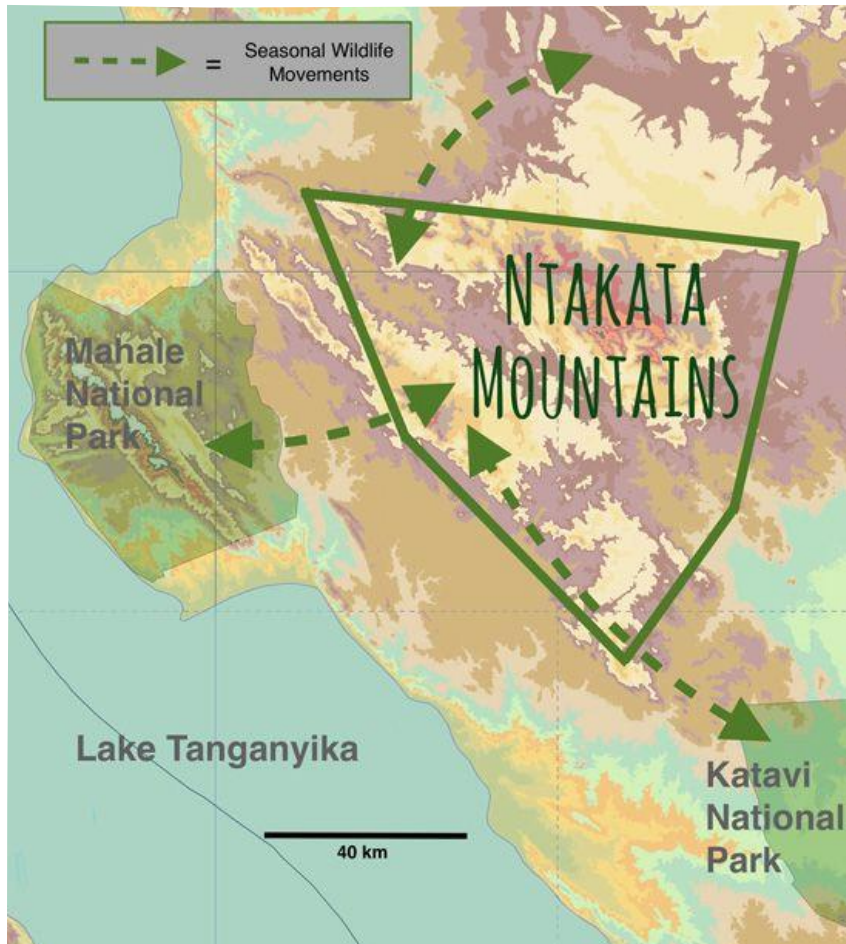 =
Seasonal Wildlife
Movements
NTAKATA
MOUNTAINS
Mahale
National
Park
Lake Tanganyika
40 km
Katavi
National
Park